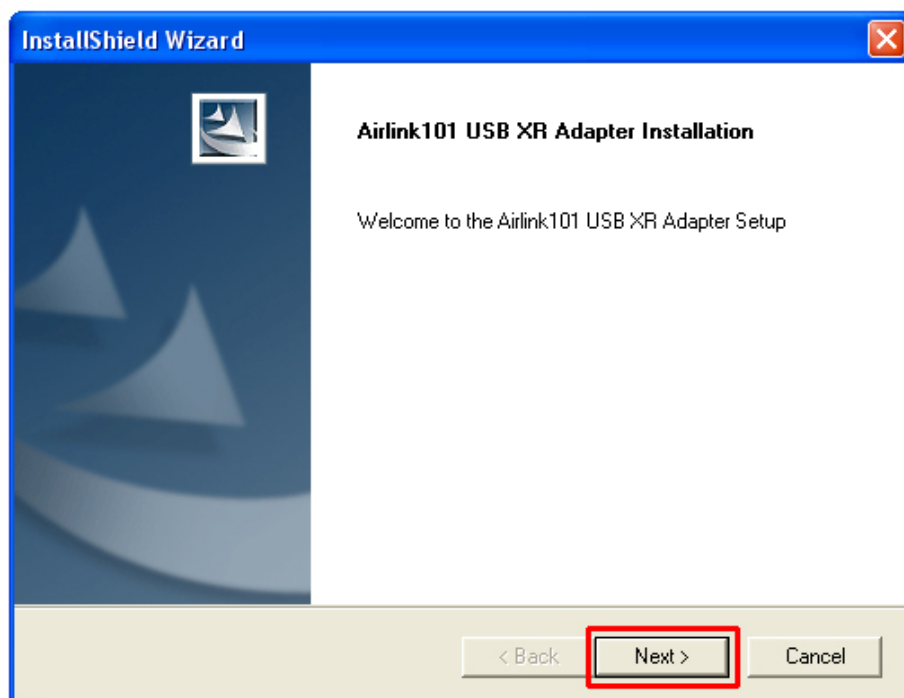 InstallShield Wizard
Airlink101 USB XR Adapter Installation
Welcome to the Airlink101 USB XR Adapter Setup
< Back Next > Cancel